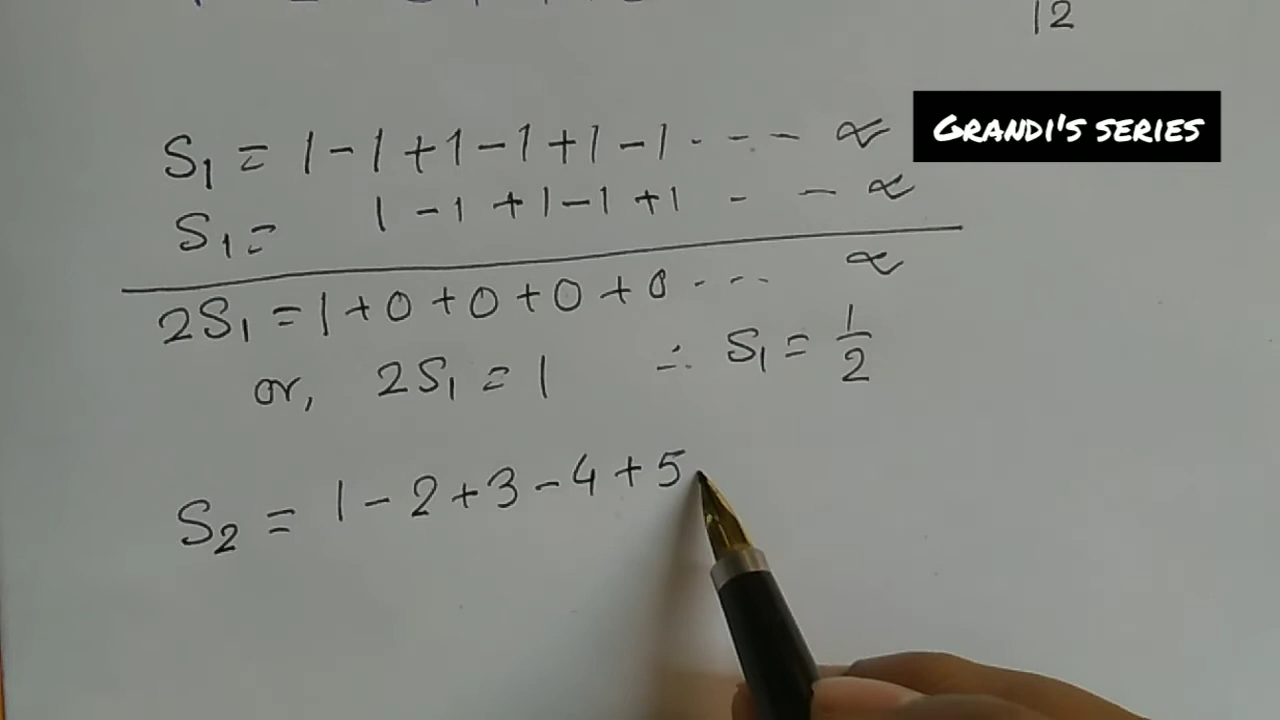 12
GRANDI'S SERIES
S₁ = 1 - 1 + 1 - 1 + 1 - 1 . - - - ∝
S₁ = 1 - 1 + 1 - 1 + 1 - - ∝
2S₁ = 1 + 0 + 0 + 0 + 0 . - - - ∝
or, 2S₁ = 1 ∴ S₁ = 1/2
S₂ = 1 - 2 + 3 - 4 + 5